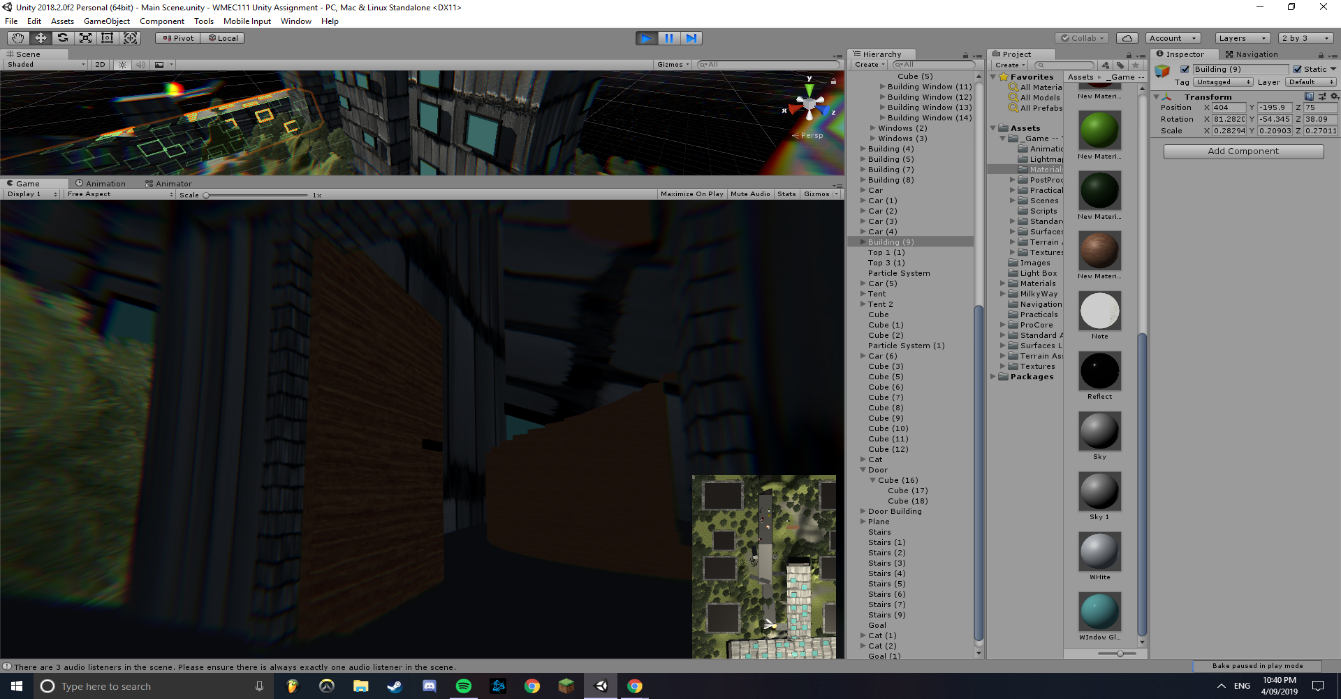 Unity 2018.2.0f2 Personal (64bit) - Main Scene.unity - WMEC111 Unity Assignment - PC, Mac & Linux Standalone <DX11>
File Edit Assets GameObject Component Tools Mobile Input Window Help
Pivot Local Collab Account Layers 2 by 3
Scene
Shaded 2D Gizmos All
y
x
z
Persp
Game Animation Animator
Display 1 Free Aspect Scale 1x Maximize On Play Mute Audio Stats Gizmos
Hierarchy
Create All
Cube (5)
Building Window (11)
Building Window (12)
Building Window (13)
Building Window (14)
Windows (2)
Windows (3)
Building (4)
Building (5)
Building (7)
Building (8)
Car
Car (1)
Car (2)
Car (3)
Car (4)
Building (9)
Top 1 (1)
Top 3 (1)
Particle System
Car (5)
Tent
Tent 2
Cube
Cube (1)
Cube (2)
Particle System (1)
Car (6)
Cube (3)
Cube (5)
Cube (6)
Cube (7)
Cube (8)
Cube (9)
Cube (10)
Cube (11)
Cube (12)
Cat
Door
Cube (16)
Cube (17)
Cube (18)
Door Building
Plane
Stairs
Stairs (1)
Stairs (2)
Stairs (3)
Stairs (4)
Stairs (5)
Stairs (6)
Stairs (7)
Stairs (9)
Goal
Cat (1)
Cat (2)
Goal (1)
Project
Create
Favorites
All Materia
All Models
All Prefabs
Assets
_Game
Animatic
Lightmap
Material
PostProc
Practical
Scenes
Scripts
Standar
Surfaces
Terrain A
Textures
Images
Light Box
Materials
MilkyWay
Navigation
Practicals
ProCore
Standard A
Surfaces L
Terrain Ass
Textures
Packages
Assets _Game
New Materi...
New Materi...
New Materi...
New Materi...
Note
Reflect
Sky
Sky 1
WHite
WIndow Gl...
Inspector Navigation
Building (9) Static
Tag Untagged Layer Default
Transform
Position X 404 Y -195.9 Z 75
Rotation X 81.2820 Y -54.345 Z 38.09
Scale X 0.28294 Y 0.20903 Z 0.27011
Add Component
There are 3 audio listeners in the scene. Please ensure there is always exactly one audio listener in the scene.
Bake paused in play mode
Type here to search
ENG
10:40 PM
4/09/2019